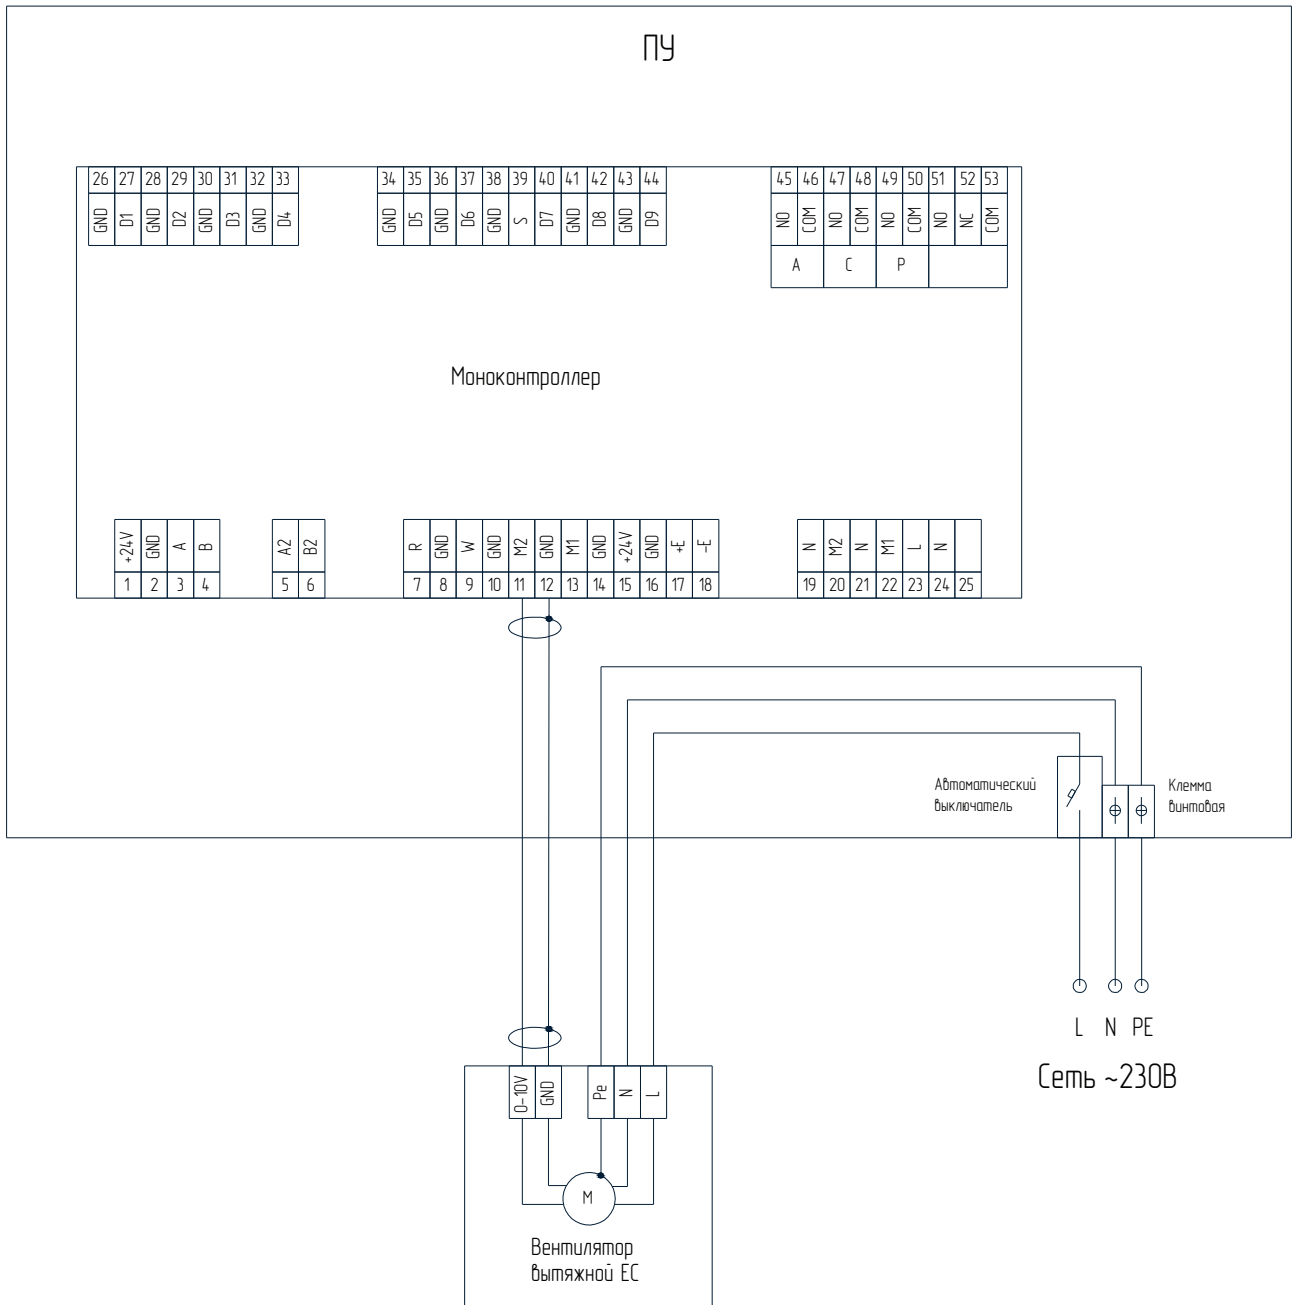 ПУ
26 27 28 29 30 31 32 33 34 35 36 37 38 39 40 41 42 43 44 45 46 47 48 49 50 51 52 53
GND D1 GND D2 GND D3 GND D4 GND D5 GND D6 GND S D7 GND D8 GND D9 NO COM NO COM NO COM NO NC COM
A C P
Моноконтроллер
+24V GND A B A2 B2 R GND W GND M2 GND M1 GND +24V GND +E -E N M2 N M1 L N
1 2 3 4 5 6 7 8 9 10 11 12 13 14 15 16 17 18 19 20 21 22 23 24 25
Автоматический
выключатель
Клемма
винтовая
L N PE
Сеть ~230В
0-10V GND Pe N L
M
Вентилятор
вытяжной ЕС